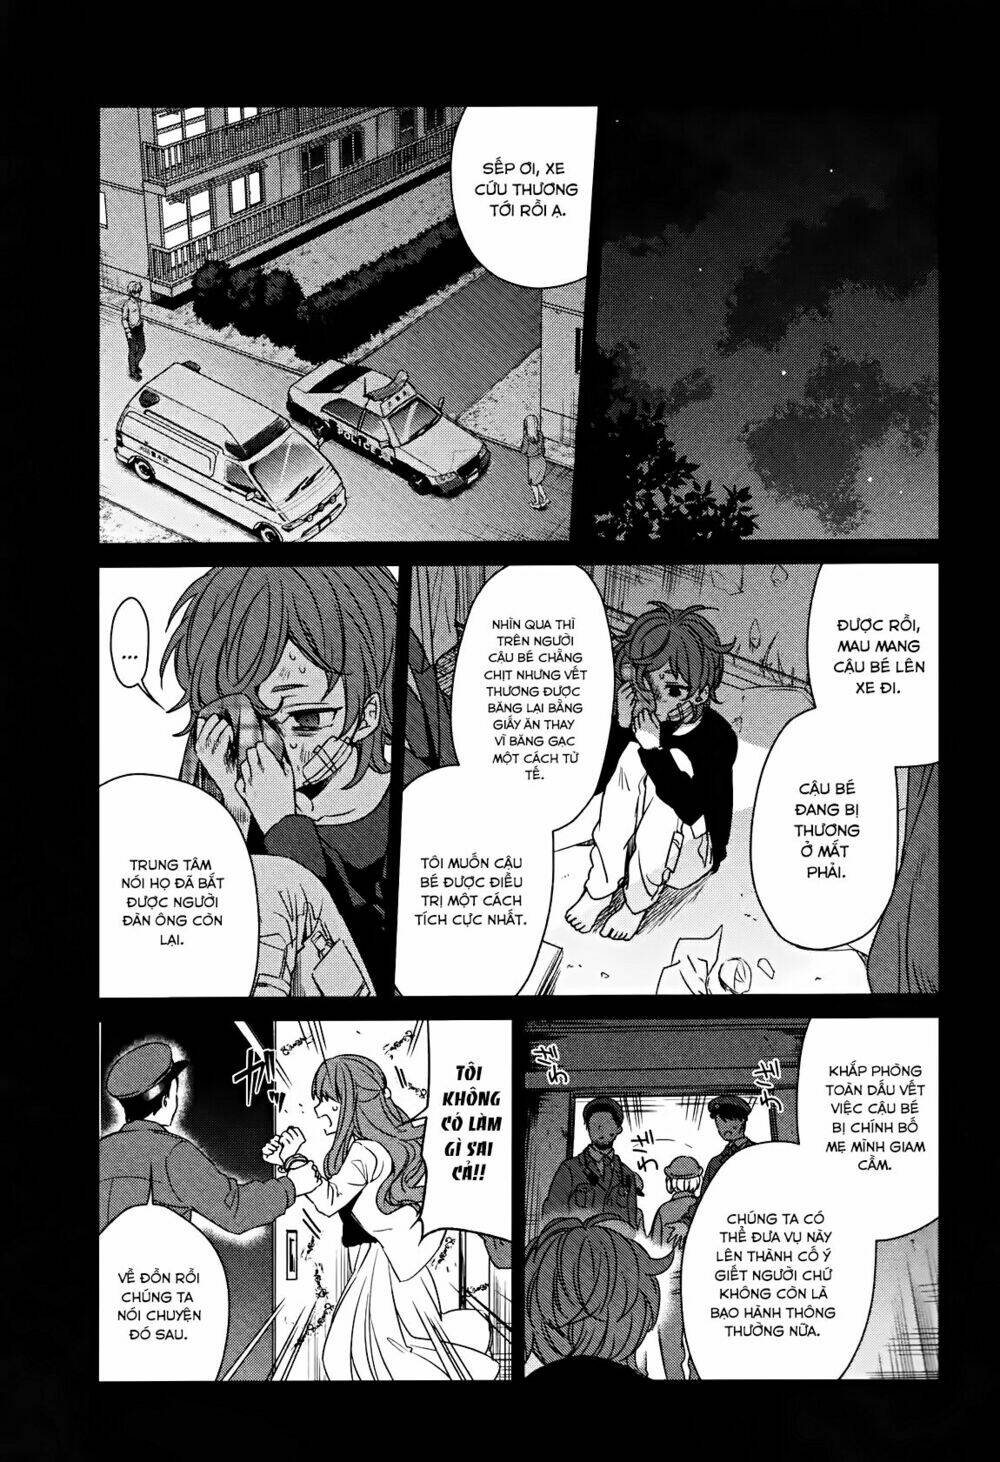 SẾP ƠI, XE
CỨU THƯƠNG
TỚI RỒI Ạ.
POLICE
ĐƯỢC RỒI,
MAU MANG
CẬU BÉ LÊN
XE ĐI.
CẬU BÉ
ĐANG BỊ
THƯƠNG
Ở MẮT
PHẢI.
NHÌN QUA THÌ
TRÊN NGƯỜI
CẬU BÉ CHẰNG
CHỊT NHƯNG VẾT
THƯƠNG ĐƯỢC
BĂNG LẠI BẰNG
GIẤY ĂN THAY
VÌ BĂNG GẠC
MỘT CÁCH TỬ
TẾ.
TÔI MUỐN CẬU
BÉ ĐƯỢC ĐIỀU
TRỊ MỘT CÁCH
TÍCH CỰC NHẤT.
...
TRUNG TÂM
NÓI HỌ ĐÃ BẮT
ĐƯỢC NGƯỜI
ĐÀN ÔNG CÒN
LẠI.
KHẮP PHÒNG
TOÀN DẤU VẾT
VIỆC CẬU BÉ
BỊ CHÍNH BỐ
MẸ MÌNH GIAM
CẦM.
CHÚNG TA CÓ
THỂ ĐƯA VỤ NÀY
LÊN THÀNH CỐ Ý
GIẾT NGƯỜI CHỨ
KHÔNG CÒN LÀ
BẠO HÀNH THÔNG
THƯỜNG NỮA.
TÔI
KHÔNG
CÓ LÀM
GÌ SAI
CẢ!!
VỀ ĐỒN RỒI
CHÚNG TA
NÓI CHUYỆN
ĐÓ SAU.